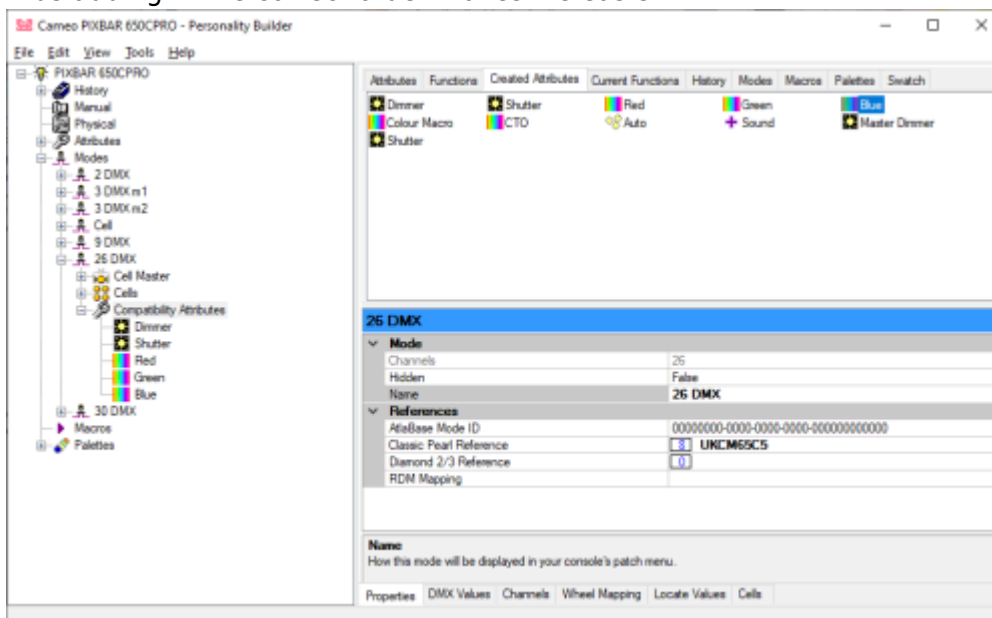 Cameo PIXBAR 650CPRO - Personality Builder
File Edit View Tools Help
PIXBAR 650CPRO
History
Manual
Physical
Attributes
Modes
2 DMX
3 DMX m1
3 DMX m2
Cell
9 DMX
26 DMX
Cell Master
Cells
Compatibility Attributes
Dimmer
Shutter
Red
Green
Blue
30 DMX
Macros
Palettes
Attributes Functions Created Attributes Current Functions History Modes Macros Palettes Swatch
Dimmer Shutter Red Green Blue
Colour Macro CTO Auto Sound Master Dimmer
Shutter
26 DMX
Mode
Channels 26
Hidden False
Name 26 DMX
References
AtlaBase Mode ID 00000000-0000-0000-0000-000000000000
Classic Pearl Reference 8 UKCM65C5
Diamond 2/3 Reference 0
RDM Mapping
Name
How this mode will be displayed in your console's patch menu.
Properties DMX Values Channels Wheel Mapping Locate Values Cells